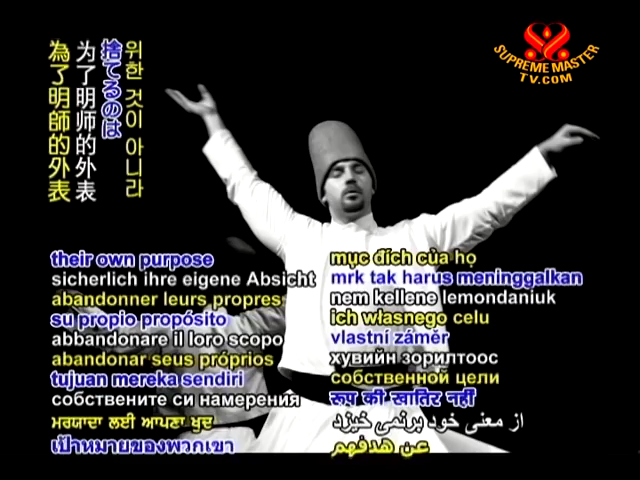 SUPREME MASTER
TV.COM
為了明師的外表
为了明师的外表
捨てるのは
위한 것이 아니라
their own purpose
sicherlich ihre eigene Absicht
abandonner leurs propres
su propio propósito
abbandonare il loro scopo
abandonar seus próprios
tujuan mereka sendiri
собствените си намерения
ਮਰਯਾਦਾ ਲਈ ਆਪਣਾ ਖੁਦ
เป้าหมายของพวกเขา
mục đích của họ
mrk tak harus meninggalkan
nem kellene lemondaniuk
ich własnego celu
vlastní záměr
хувийн зорилтоос
собственной цели
रूप की खातिर नहीं
از معنی خود برنمی خیزد
عن هدفهم